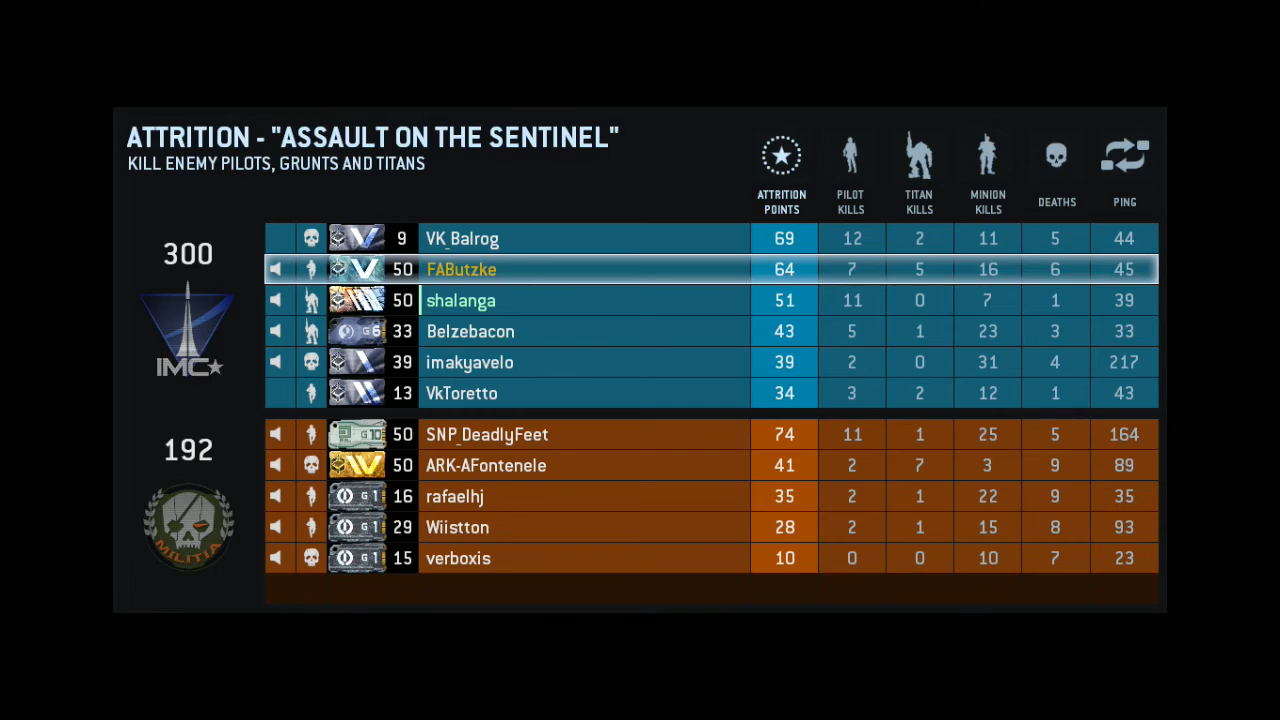 ATTRITION - "ASSAULT ON THE SENTINEL"
KILL ENEMY PILOTS, GRUNTS AND TITANS
ATTRITION POINTS PILOT KILLS TITAN KILLS MINION KILLS DEATHS PING
300
IMC
9 VK_Balrog 69 12 2 11 5 44
50 FAButzke 64 7 5 16 6 45
50 shalanga 51 11 0 7 1 39
G6 33 Belzebacon 43 5 1 23 3 33
39 imakyavelo 39 2 0 31 4 217
13 VkToretto 34 3 2 12 1 43
192
MILITIA
G10 50 SNP_DeadlyFeet 74 11 1 25 5 164
50 ARK-AFontenele 41 2 7 3 9 89
G1 16 rafaelhj 35 2 1 22 9 35
G1 29 Wiistton 28 2 1 15 8 93
G1 15 verboxis 10 0 0 10 7 23